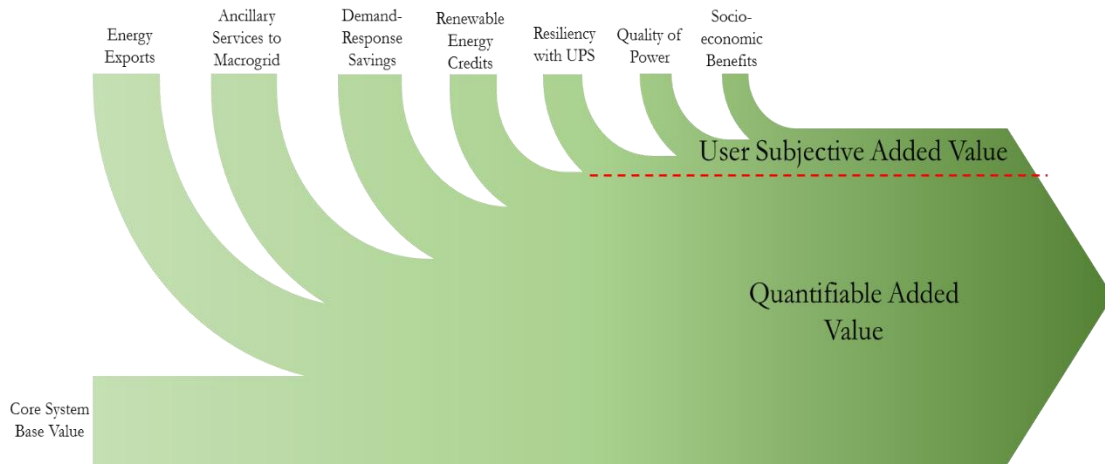 Energy
Exports
Ancillary
Services to
Macrogrid
Demand-
Response
Savings
Renewable
Energy
Credits
Resiliency
with UPS
Quality of
Power
Socio-
economic
Benefits
User Subjective Added Value
Quantifiable Added
Value
Core System
Base Value